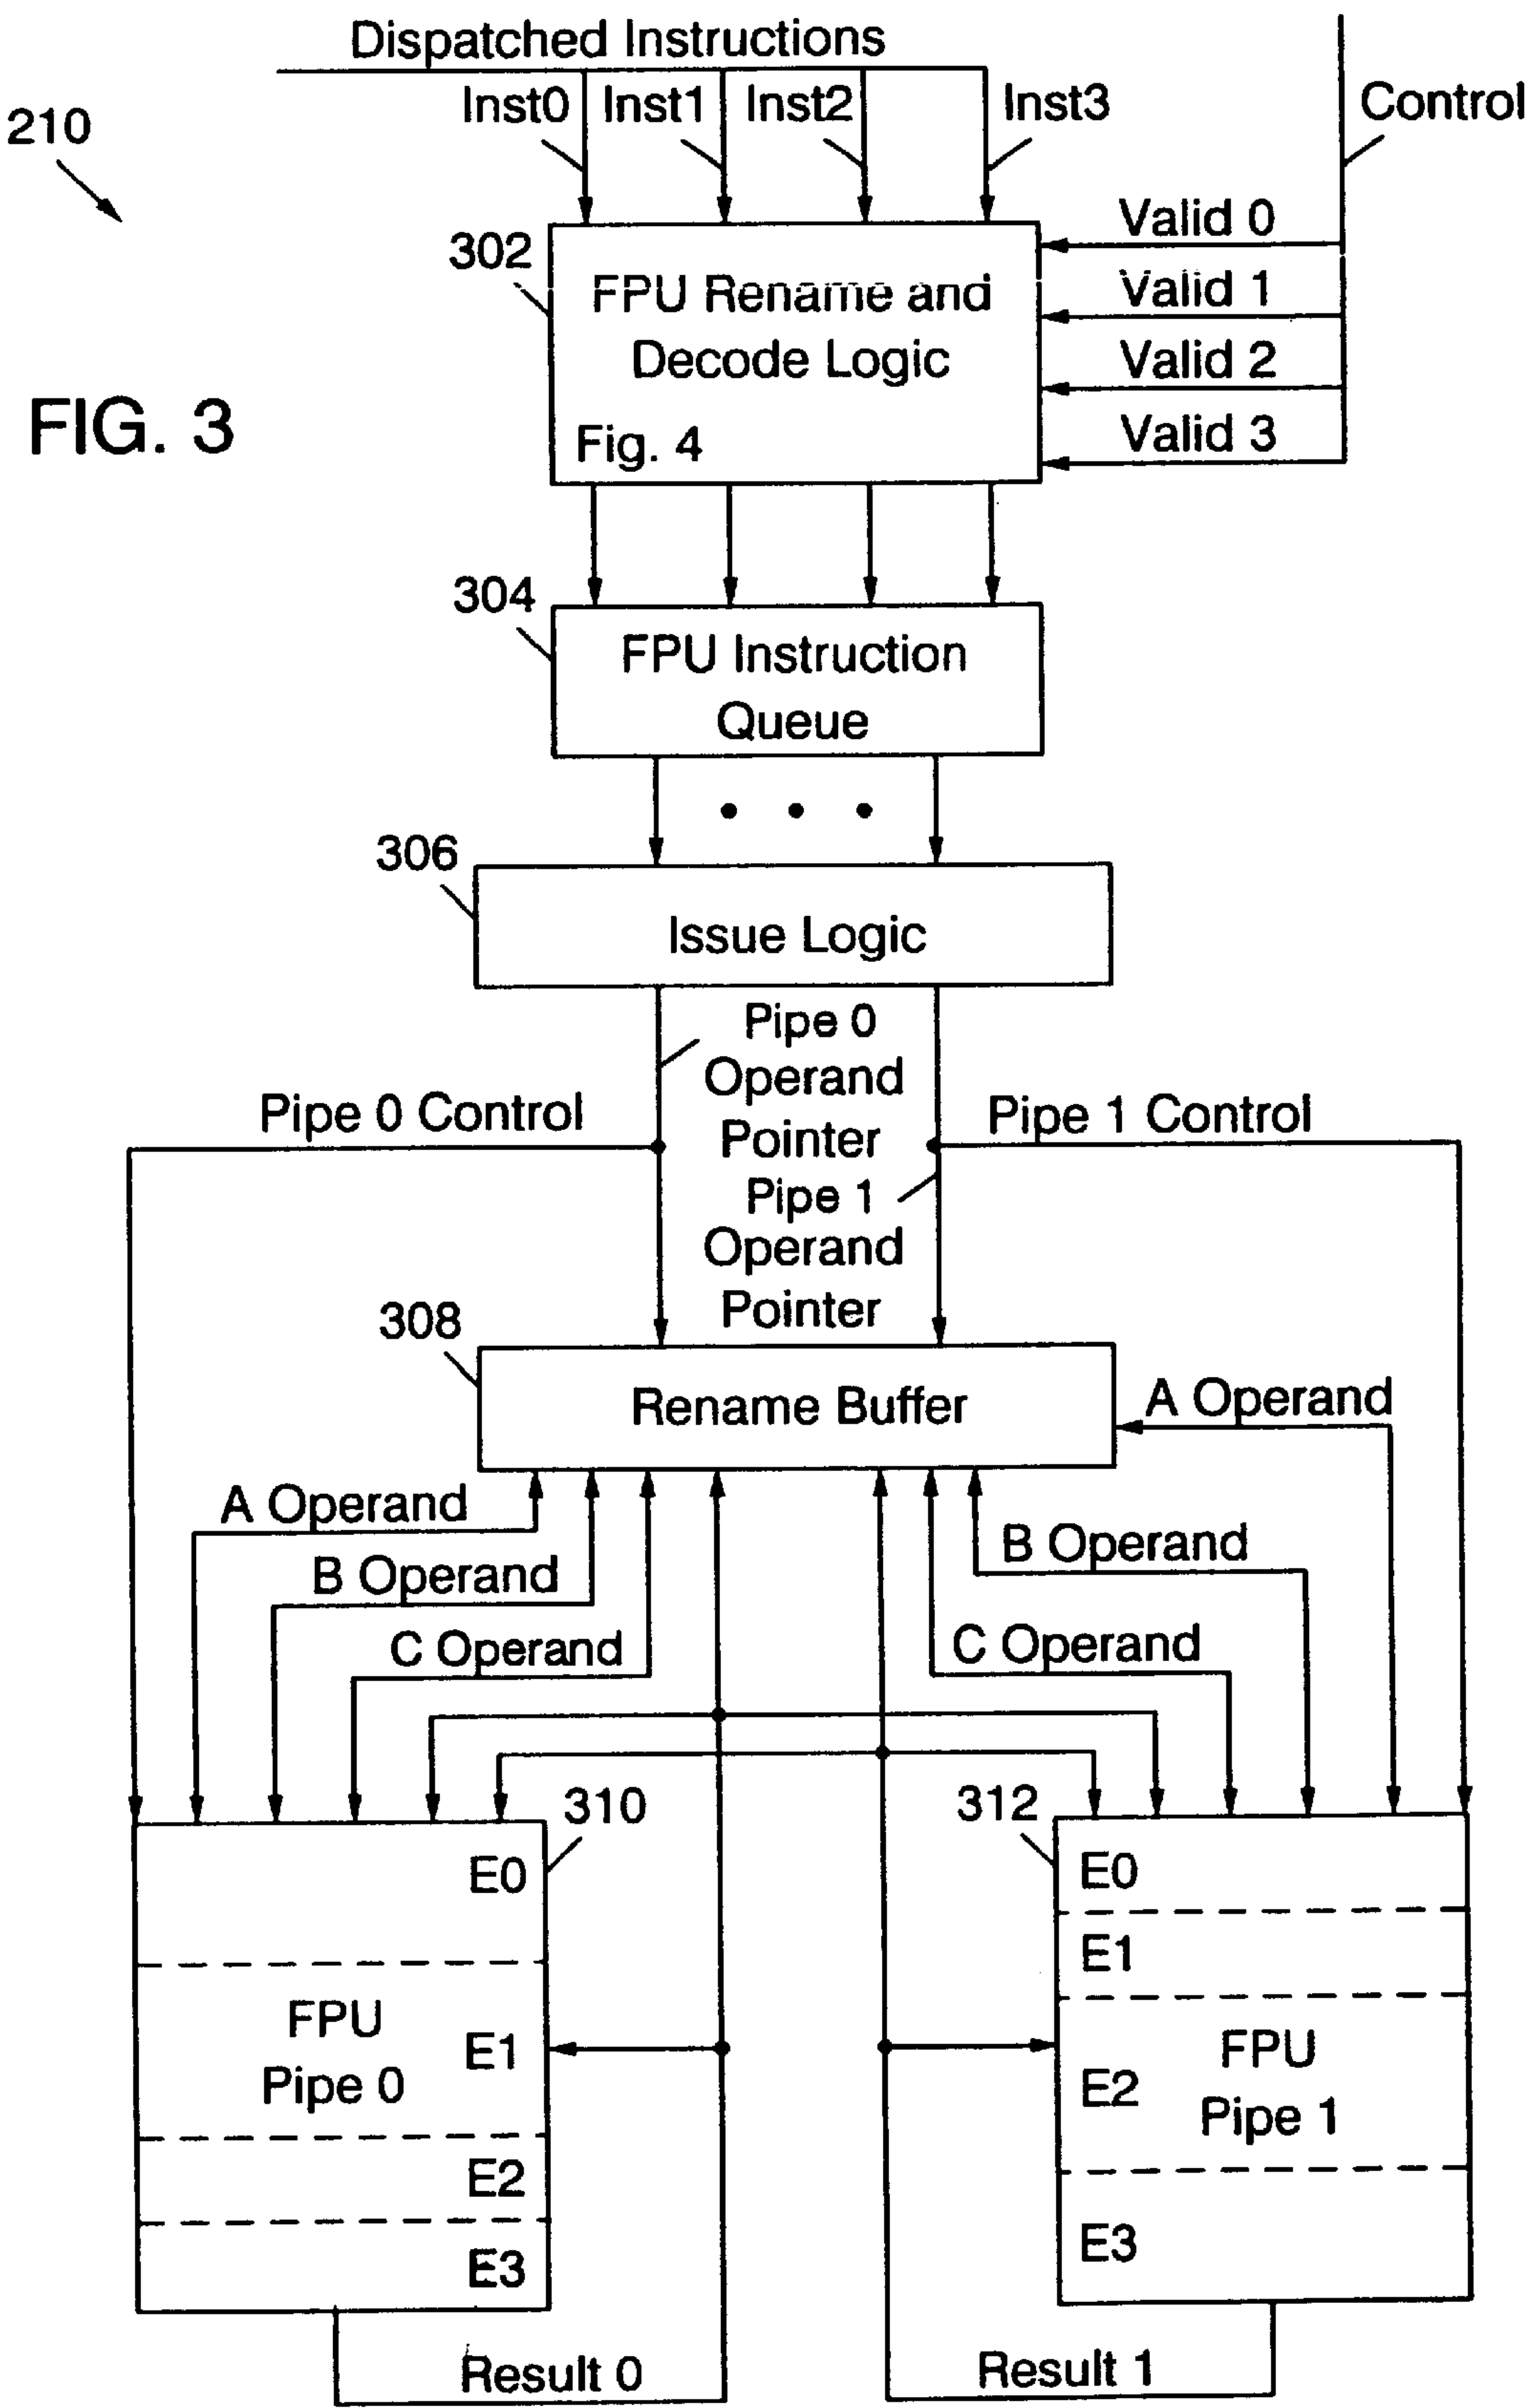 Dispatched Instructions
Inst0 Inst1 Inst2 Inst3 Control
210
Valid 0
302
FPU Rename and
Decode Logic
Valid 1
Valid 2
FIG. 3
Fig. 4
Valid 3
304
FPU Instruction
Queue
306
Issue Logic
Pipe 0
Operand
Pointer
Pipe 0 Control
Pipe 1 Control
Pipe 1
Operand
Pointer
308
Rename Buffer
A Operand
A Operand
B Operand
B Operand
C Operand
C Operand
310
312
E0
FPU
Pipe 0
E1
E2
E3
E0
E1
FPU
Pipe 1
E2
E3
Result 0
Result 1